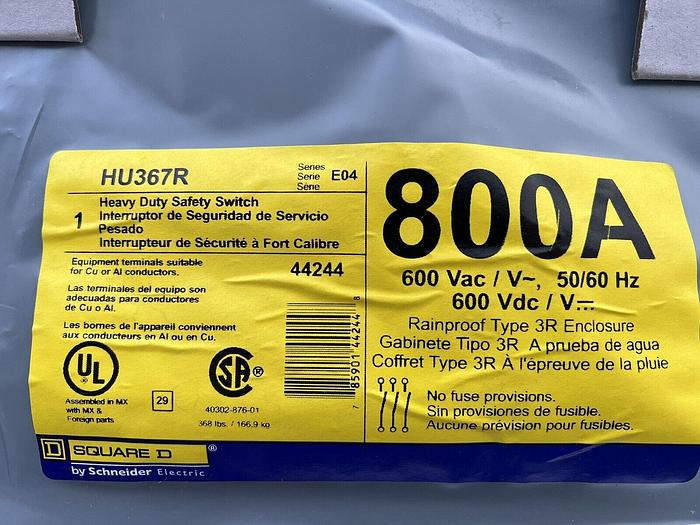 HU367R
Series
Serie E04
Série
1 Heavy Duty Safety Switch
Interruptor de Seguridad de Servicio
Pesado
Interrupteur de Sécurité à Fort Calibre
Equipment terminals suitable
for Cu or Al conductors.
44244
Las terminales del equipo son
adecuadas para conductores
de Cu o Al.
Les bornes de l'appareil conviennent
aux conducteurs en Al ou en Cu.
UL
SA ®
7 85901 44244 8
Assembled in MX
with MX &
Foreign parts
29
40302-876-01
368 lbs. / 166.9 kg
800A
600 Vac / V~, 50/60 Hz
600 Vdc / V⎓
Rainproof Type 3R Enclosure
Gabinete Tipo 3R A prueba de agua
Coffret Type 3R À l'épreuve de la pluie
No fuse provisions.
Sin provisiones de fusible.
Aucune prévision pour fusibles.
D SQUARE D ®
by Schneider Electric